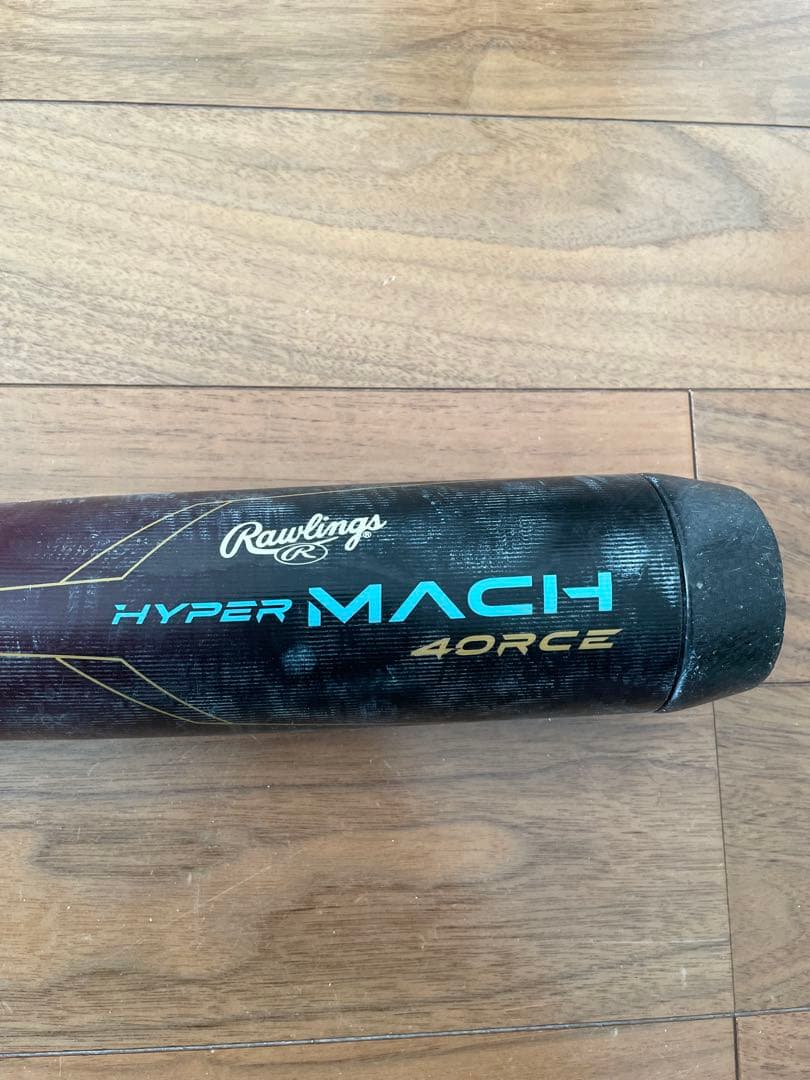 Rawlings®
R
HYPER MACH
4ORCE